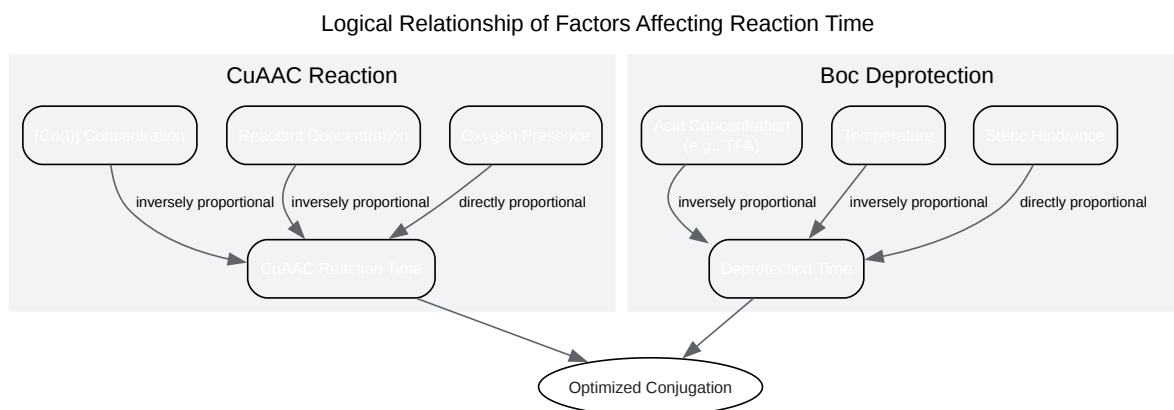 Logical Relationship of Factors Affecting Reaction Time
CuAAC Reaction
Boc Deprotection
[Cu(I)] Concentration
Reactant Concentration
Oxygen Presence
Acid Concentration
(e.g., TFA)
Temperature
Steric Hindrance
inversely proportional
inversely proportional
directly proportional
inversely proportional
inversely proportional
directly proportional
CuAAC Reaction Time
Deprotection Time
Optimized Conjugation